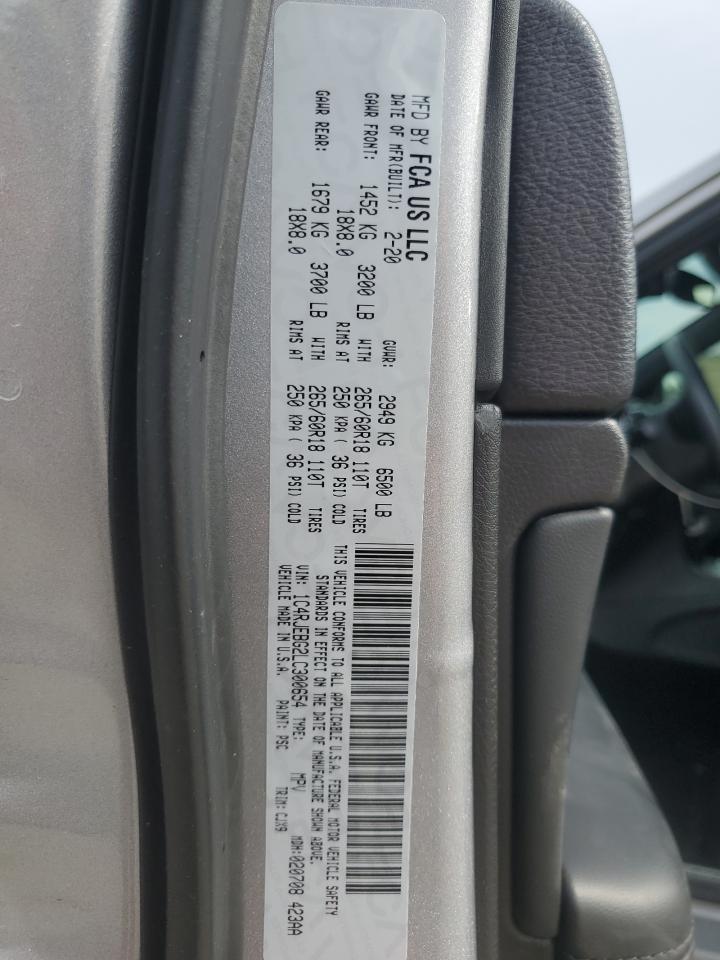 MFD BY FCA US LLC
DATE OF MFR(BUILT): 2-20 GVWR: 2949 KG 6500 LB
GAWR FRONT: 1452 KG 3200 LB WITH 265/60R18 110T TIRES
18X8.0 RIMS AT 250 KPA ( 36 PSI) COLD
GAWR REAR: 1679 KG 3700 LB WITH 265/60R18 110T TIRES
18X8.0 RIMS AT 250 KPA ( 36 PSI) COLD
THIS VEHICLE CONFORMS TO ALL APPLICABLE U.S.A. FEDERAL MOTOR VEHICLE SAFETY
STANDARDS IN EFFECT ON THE DATE OF MANUFACTURE SHOWN ABOVE.
VIN: 1C4RJEBG2LC300654 TYPE: MPV MDH:020708 423AA
VEHICLE MADE IN U.S.A. PAINT: PSC TRIM: CJX9